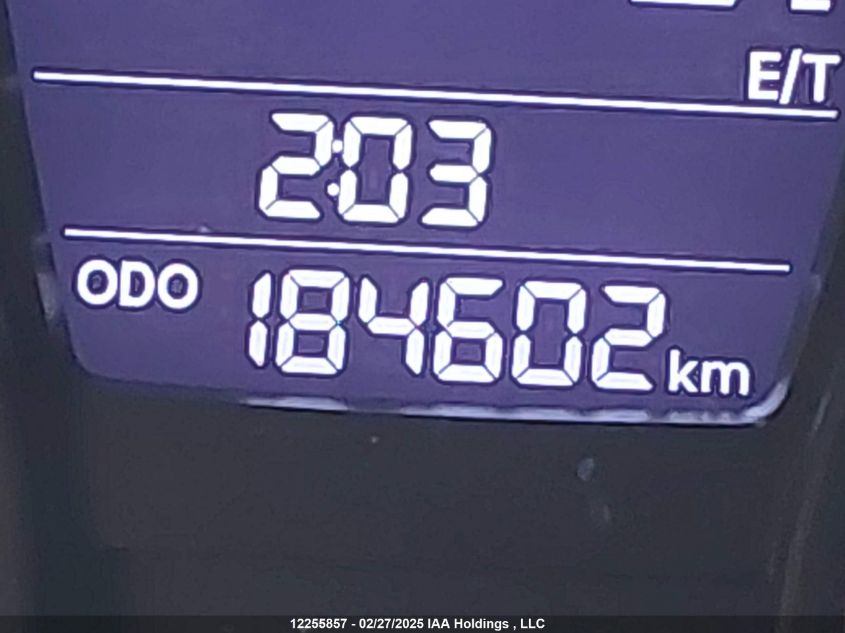 E/T
2:03
ODO 184602 km
12255857 - 02/27/2025 IAA Holdings , LLC